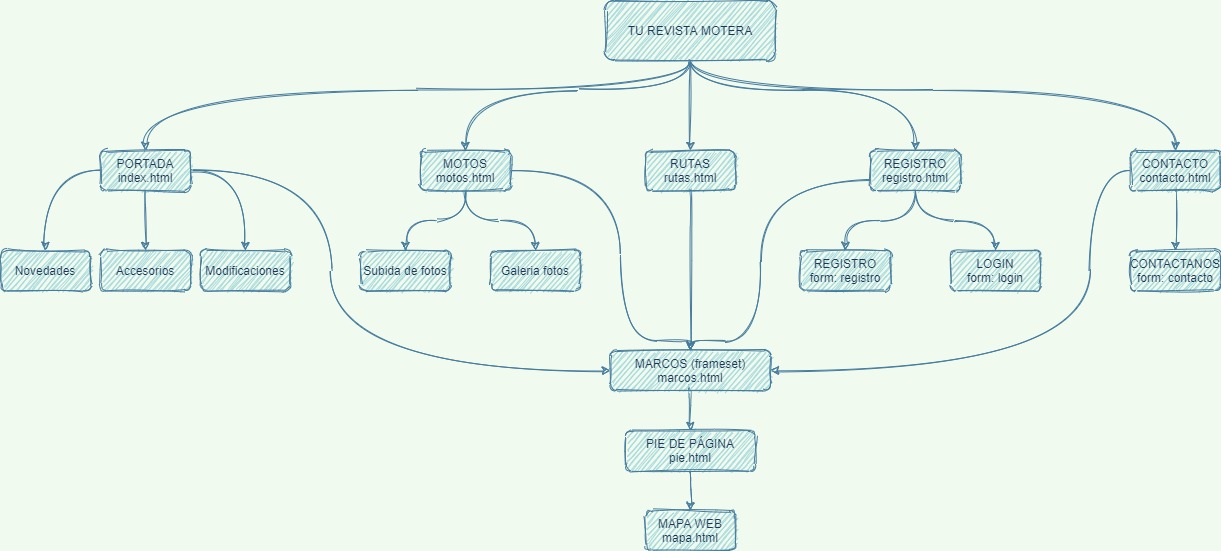 TU REVISTA MOTERA
PORTADA
index.html
MOTOS
motos.html
RUTAS
rutas.html
REGISTRO
registro.html
CONTACTO
contacto.html
Novedades
Accesorios
Modificaciones
Subida de fotos
Galeria fotos
REGISTRO
form: registro
LOGIN
form: login
CONTACTANOS
form: contacto
MARCOS (frameset)
marcos.html
PIE DE PÁGINA
pie.html
MAPA WEB
mapa.html